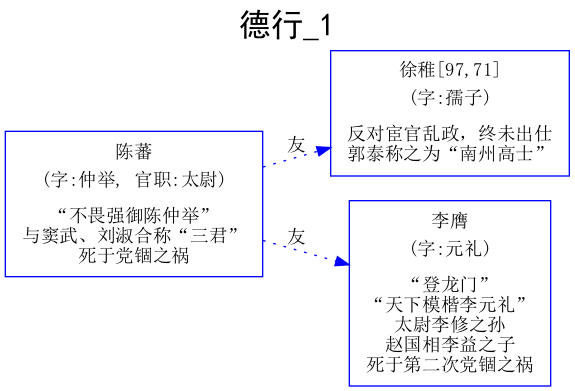 德行_1
徐稚[97,71]
(字:孺子)
反对宦官乱政，终未出仕
郭泰称之为“南州高士”
友
陈蕃
(字:仲举, 官职:太尉)
“不畏强御陈仲举”
与窦武、刘淑合称“三君”
死于党锢之祸
友
李膺
(字:元礼)
“登龙门”
“天下模楷李元礼”
太尉李修之孙
赵国相李益之子
死于第二次党锢之祸